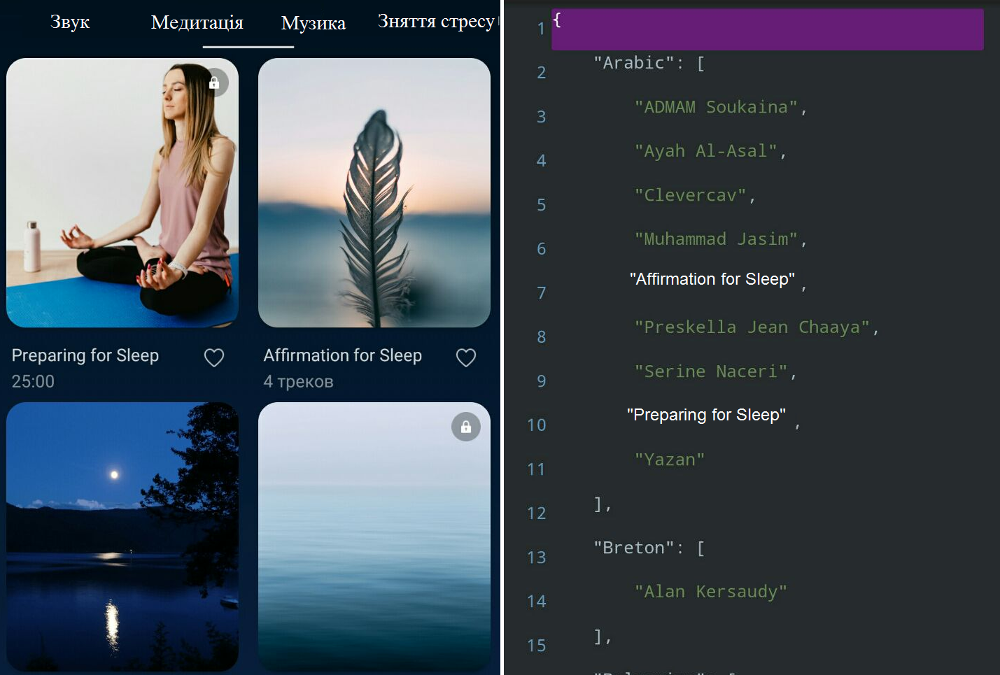 Звук Медитація Музика Зняття стресу
Preparing for Sleep
25:00
Affirmation for Sleep
4 треков
1 {
2 "Arabic": [
3 "ADMAM Soukaina",
4 "Ayah Al-Asal",
5 "Clevercav",
6 "Muhammad Jasim",
7 "Affirmation for Sleep" ,
8 "Preskella Jean Chaaya",
9 "Serine Naceri",
10 "Preparing for Sleep" ,
11 "Yazan"
12 ],
13 "Breton": [
14 "Alan Kersaudy"
15 ],